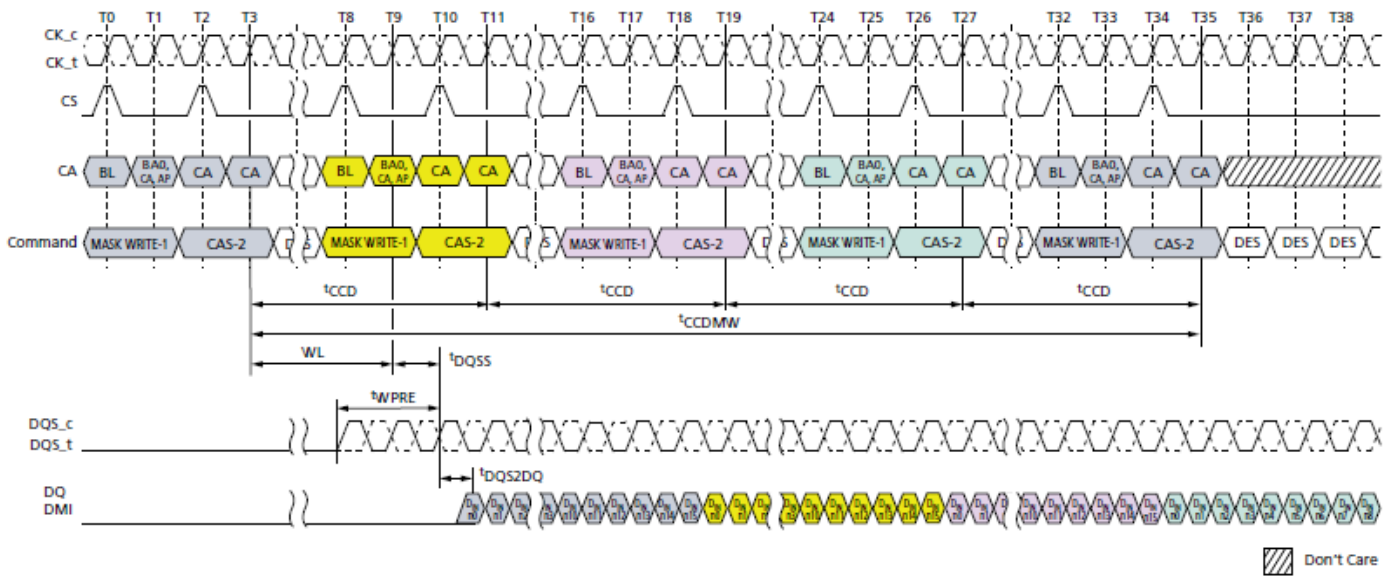 T0 T1 T2 T3 T8 T9 T10 T11 T16 T17 T18 T19 T24 T25 T26 T27 T32 T33 T34 T35 T36 T37 T38
CK_c
CK_t
CS
CA BL BA0, CA, AP CA CA BL BA0, CA, AP CA CA BL BA0, CA, AP CA CA BL BA0, CA, AP CA CA BL BA0, CA, AP CA CA
Command MASK WRITE-1 CAS-2 MASK WRITE-1 CAS-2 MASK WRITE-1 CAS-2 MASK WRITE-1 CAS-2 MASK WRITE-1 CAS-2 DES DES DES
tCCD tCCD tCCD tCCD
tCCDMW
WL tDQSS
tWPRE
DQS_c
DQS_t
tDQS2DQ
DQ
DMI
Don't Care